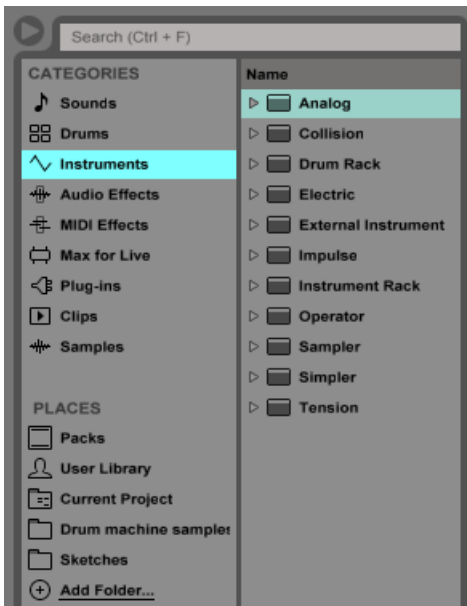 Search (Ctrl + F)
CATEGORIES
Sounds
Drums
Instruments
Audio Effects
MIDI Effects
Max for Live
Plug-ins
Clips
Samples
PLACES
Packs
User Library
Current Project
Drum machine samples
Sketches
Add Folder...
Name
Analog
Collision
Drum Rack
Electric
External Instrument
Impulse
Instrument Rack
Operator
Sampler
Simpler
Tension